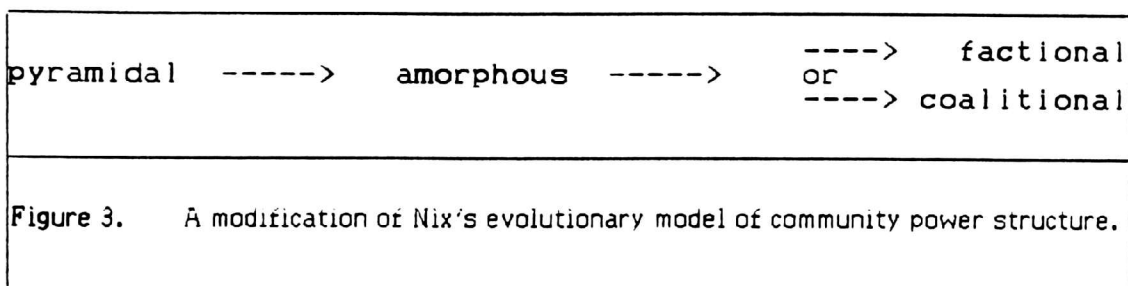 ----> factional
pyramidal -----> amorphous -----> or
----> coalitional
Figure 3. A modification of Nix's evolutionary model of community power structure.